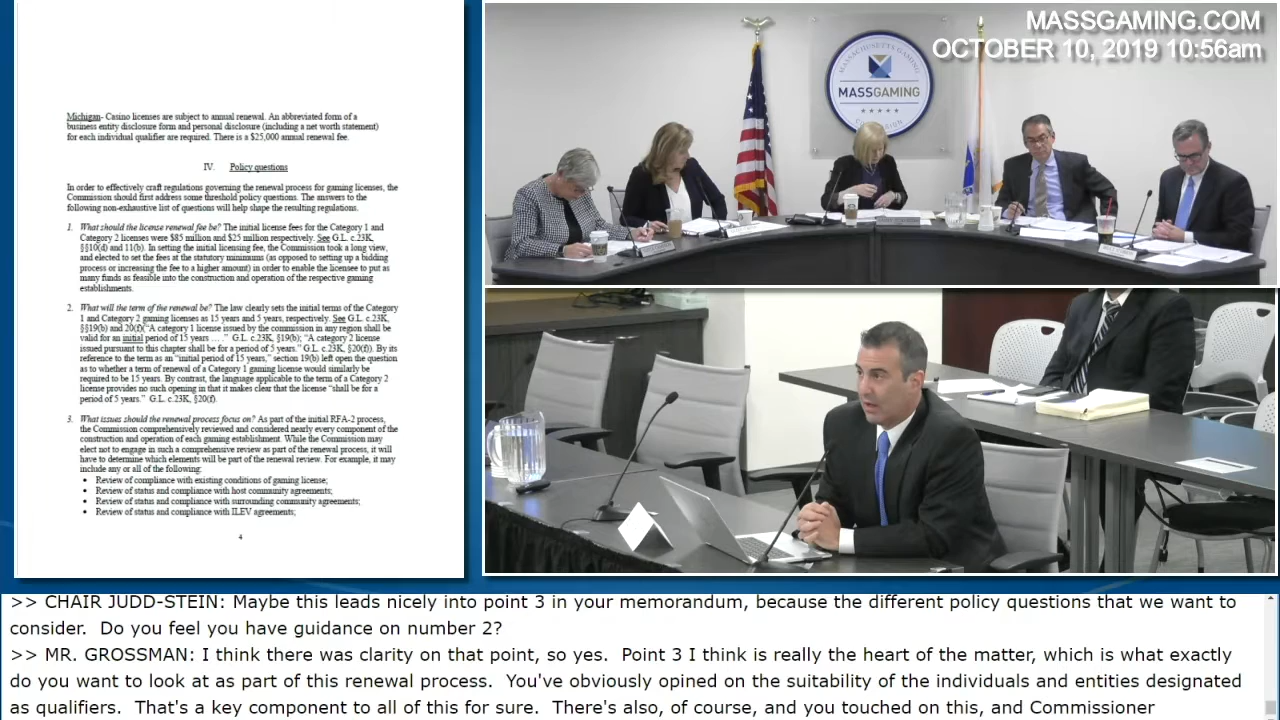 MASSGAMING.COM
OCTOBER 10, 2019 10:56am
MASSACHUSETTS GAMING
MASSGAMING
COMMISSION
Michigan- Casino licenses are subject to annual renewal. An abbreviated form of a
business entity disclosure form and personal disclosure (including a net worth statement)
for each individual qualifier are required. There is a $25,000 annual renewal fee.
IV. Policy questions
In order to effectively craft regulations governing the renewal process for gaming licenses, the
Commission should first address some threshold policy questions. The answers to the
following non-exhaustive list of questions will help shape the resulting regulations.
1. What should the license renewal fee be? The initial license fees for the Category 1 and
Category 2 licenses were $85 million and $25 million respectively. See G.L. c.23K,
§§10(d) and 11(b). In setting the initial licensing fee, the Commission took a long view,
and elected to set the fees at the statutory minimums (as opposed to setting up a bidding
process or increasing the fee to a higher amount) in order to enable the licensee to put as
many funds as feasible into the construction and operation of the respective gaming
establishments.
2. What will the term of the renewal be? The law clearly sets the initial terms of the Category
1 and Category 2 gaming licenses as 15 years and 5 years, respectively. See G.L. c.23K,
§§19(b) and 20(f)("A category 1 license issued by the commission in any region shall be
valid for an initial period of 15 years ...." G.L. c.23K, §19(b); "A category 2 license
issued pursuant to this chapter shall be for a period of 5 years." G.L. c.23K, §20(f)). By its
reference to the term as an "initial period of 15 years," section 19(b) left open the question
as to whether a term of renewal of a Category 1 gaming license would similarly be
required to be 15 years. By contrast, the language applicable to the term of a Category 2
license provides no such opening in that it makes clear that the license "shall be for a
period of 5 years." G.L. c.23K, §20(f).
3. What issues should the renewal process focus on? As part of the initial RFA-2 process,
the Commission comprehensively reviewed and considered nearly every component of the
construction and operation of each gaming establishment. While the Commission may
elect not to engage in such a comprehensive review as part of the renewal process, it will
have to determine which elements will be part of the renewal review. For example, it may
include any or all of the following:
• Review of compliance with existing conditions of gaming license;
• Review of status and compliance with host community agreements;
• Review of status and compliance with surrounding community agreements;
• Review of status and compliance with ILEV agreements;
4
>> CHAIR JUDD-STEIN: Maybe this leads nicely into point 3 in your memorandum, because the different policy questions that we want to
consider. Do you feel you have guidance on number 2?
>> MR. GROSSMAN: I think there was clarity on that point, so yes. Point 3 I think is really the heart of the matter, which is what exactly
do you want to look at as part of this renewal process. You've obviously opined on the suitability of the individuals and entities designated
as qualifiers. That's a key component to all of this for sure. There's also, of course, and you touched on this, and Commissioner